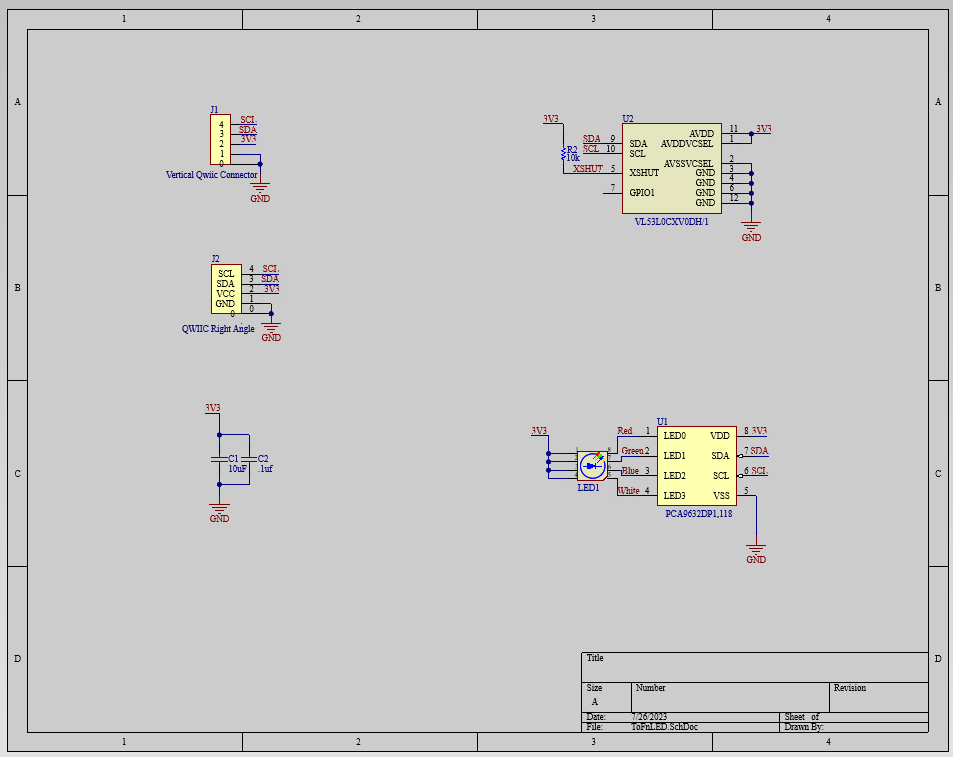 1 2 3 4
A A
J1
4 SCL
3 SDA
2 3V3
1
0
Vertical Qwiic Connector
GND
3V3
R2
10k
U2
SDA 9 SDA
SCL 10 SCL
XSHUT 5 XSHUT
7 GPIO1
AVDD 11 3V3
AVDDVCSEL 1
AVSSVCSEL 2
GND 3
GND 4
GND 6
GND 12
VL53L0CXV0DH/1
GND
B B
J2
SCL 4 SCL
SDA 3 SDA
VCC 2 3V3
GND 1
0 0
QWIIC Right Angle
GND
C C
3V3
C1
10uF
C2
.1uf
GND
3V3
LED1
U1
Red 1 LED0 VDD 8 3V3
Green 2 LED1 SDA 7 SDA
Blue 3 LED2 SCL 6 SCL
White 4 LED3 VSS 5
PCA9632DP1,118
GND
D D
Title
Size Number Revision
A
Date: 7/26/2023 Sheet of
File: ToFnLED.SchDoc Drawn By:
1 2 3 4